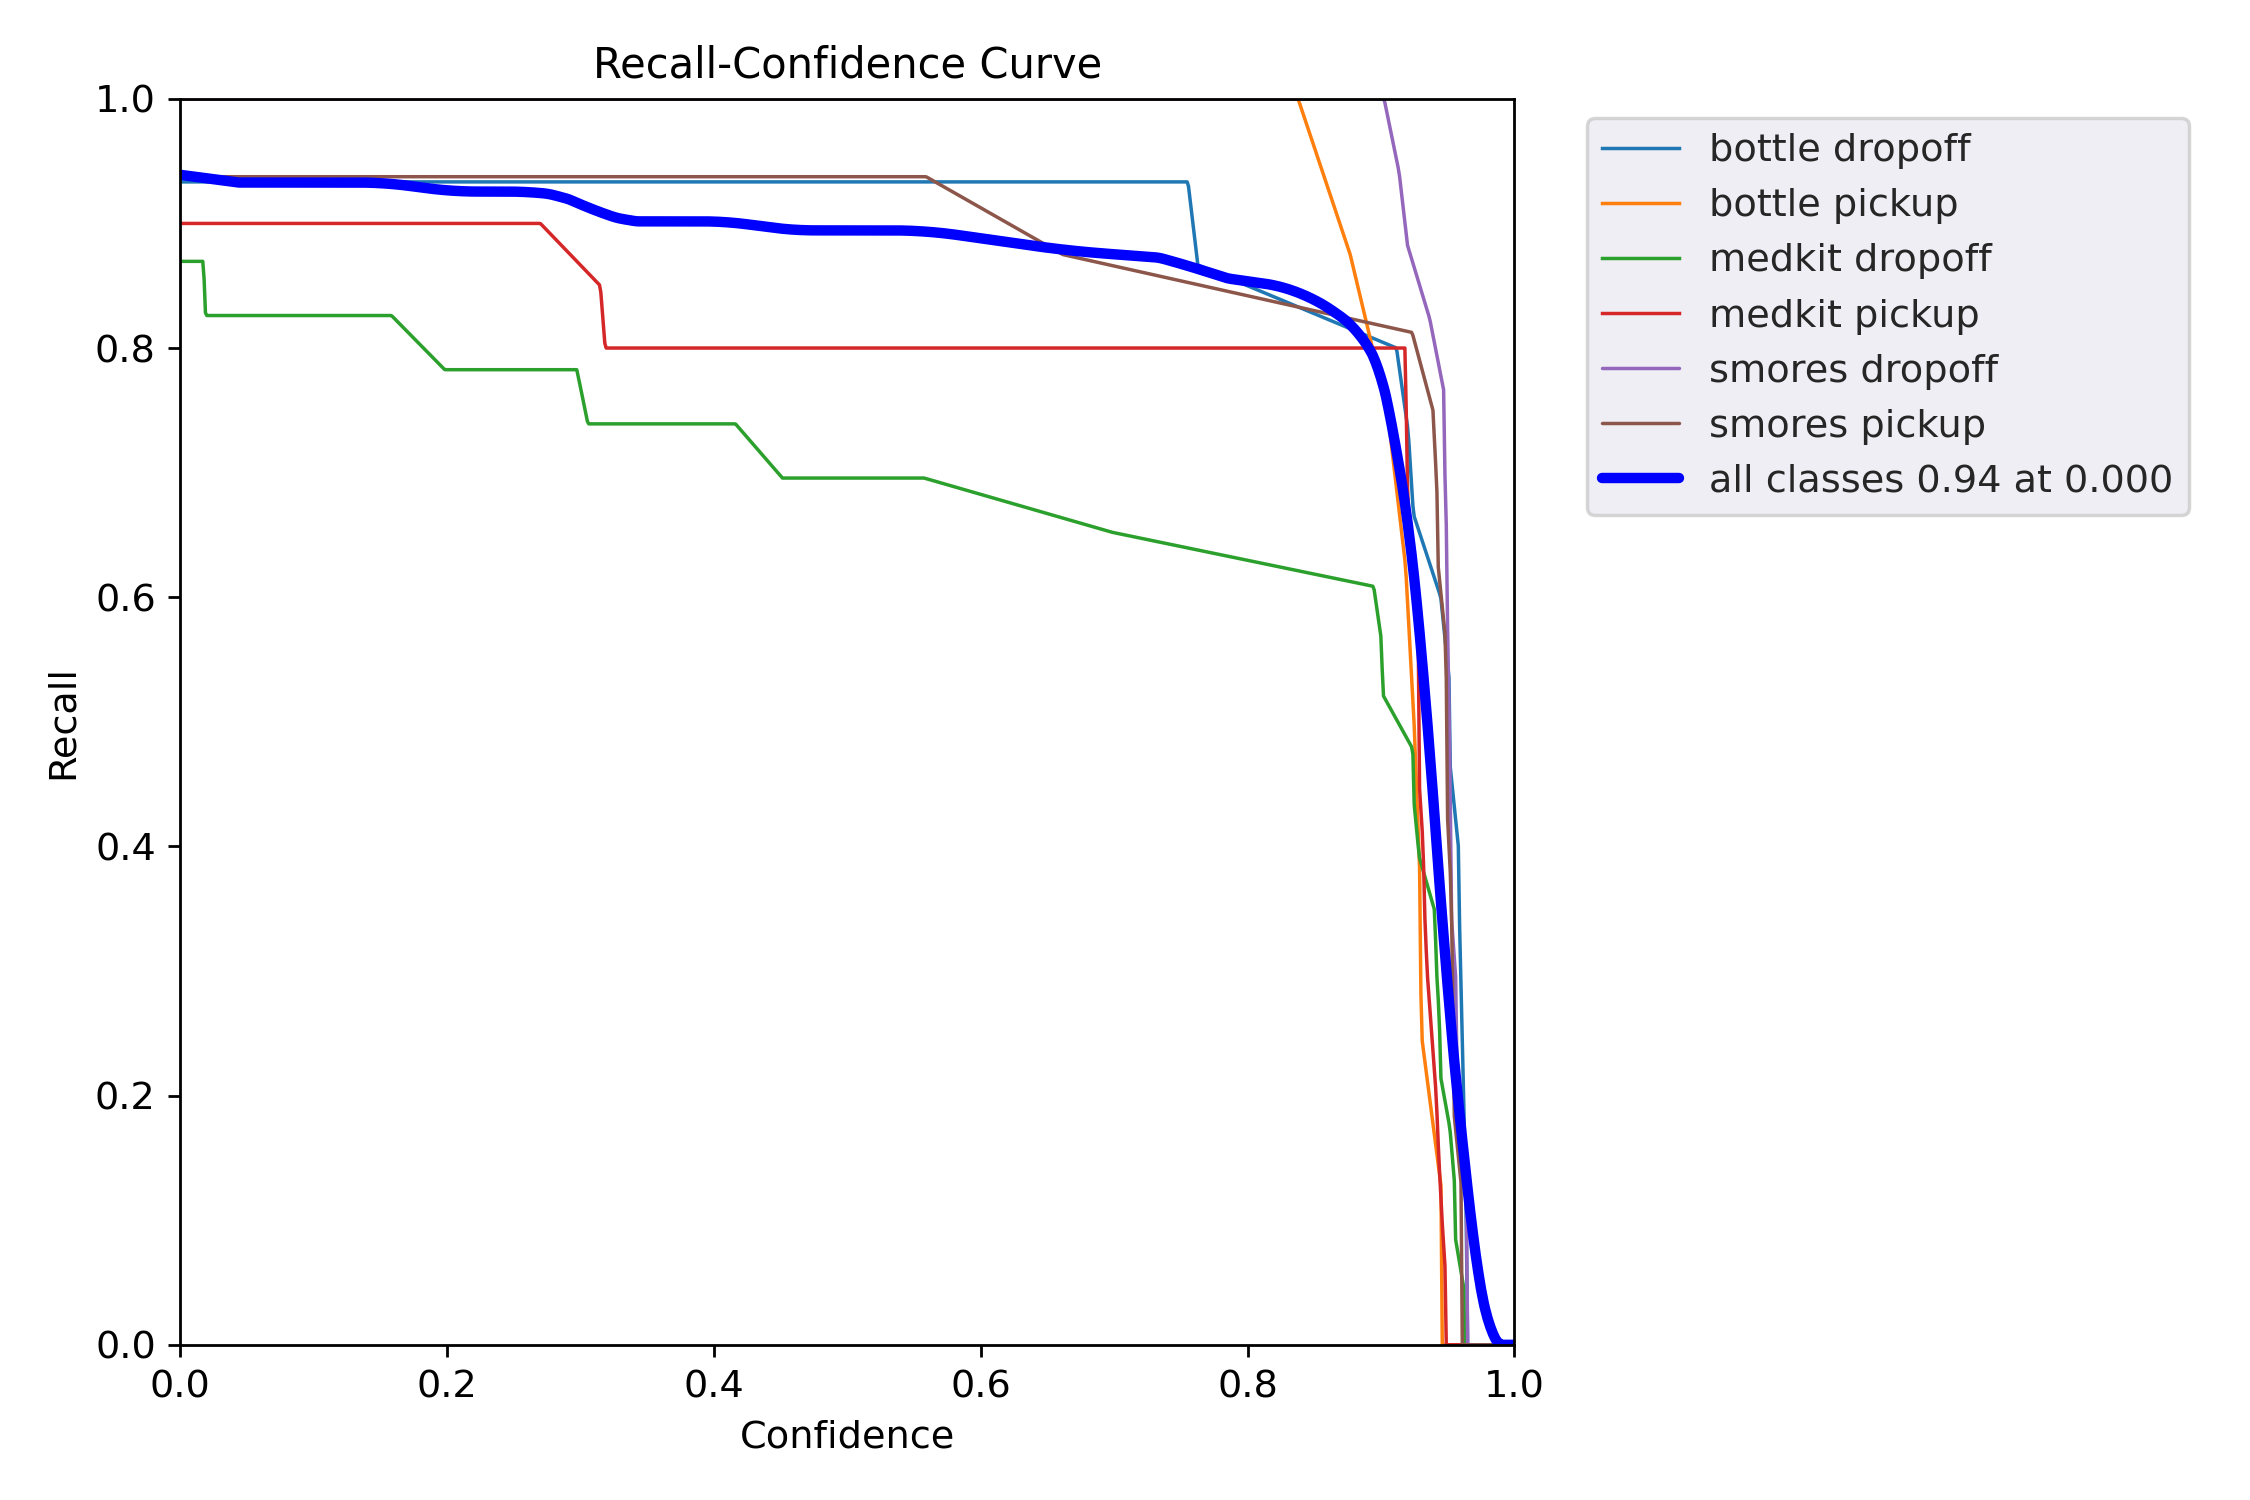 Recall-Confidence Curve
1.0
0.8
0.6
0.4
0.2
0.0
Recall
0.0 0.2 0.4 0.6 0.8 1.0
Confidence
bottle dropoff
bottle pickup
medkit dropoff
medkit pickup
smores dropoff
smores pickup
all classes 0.94 at 0.000